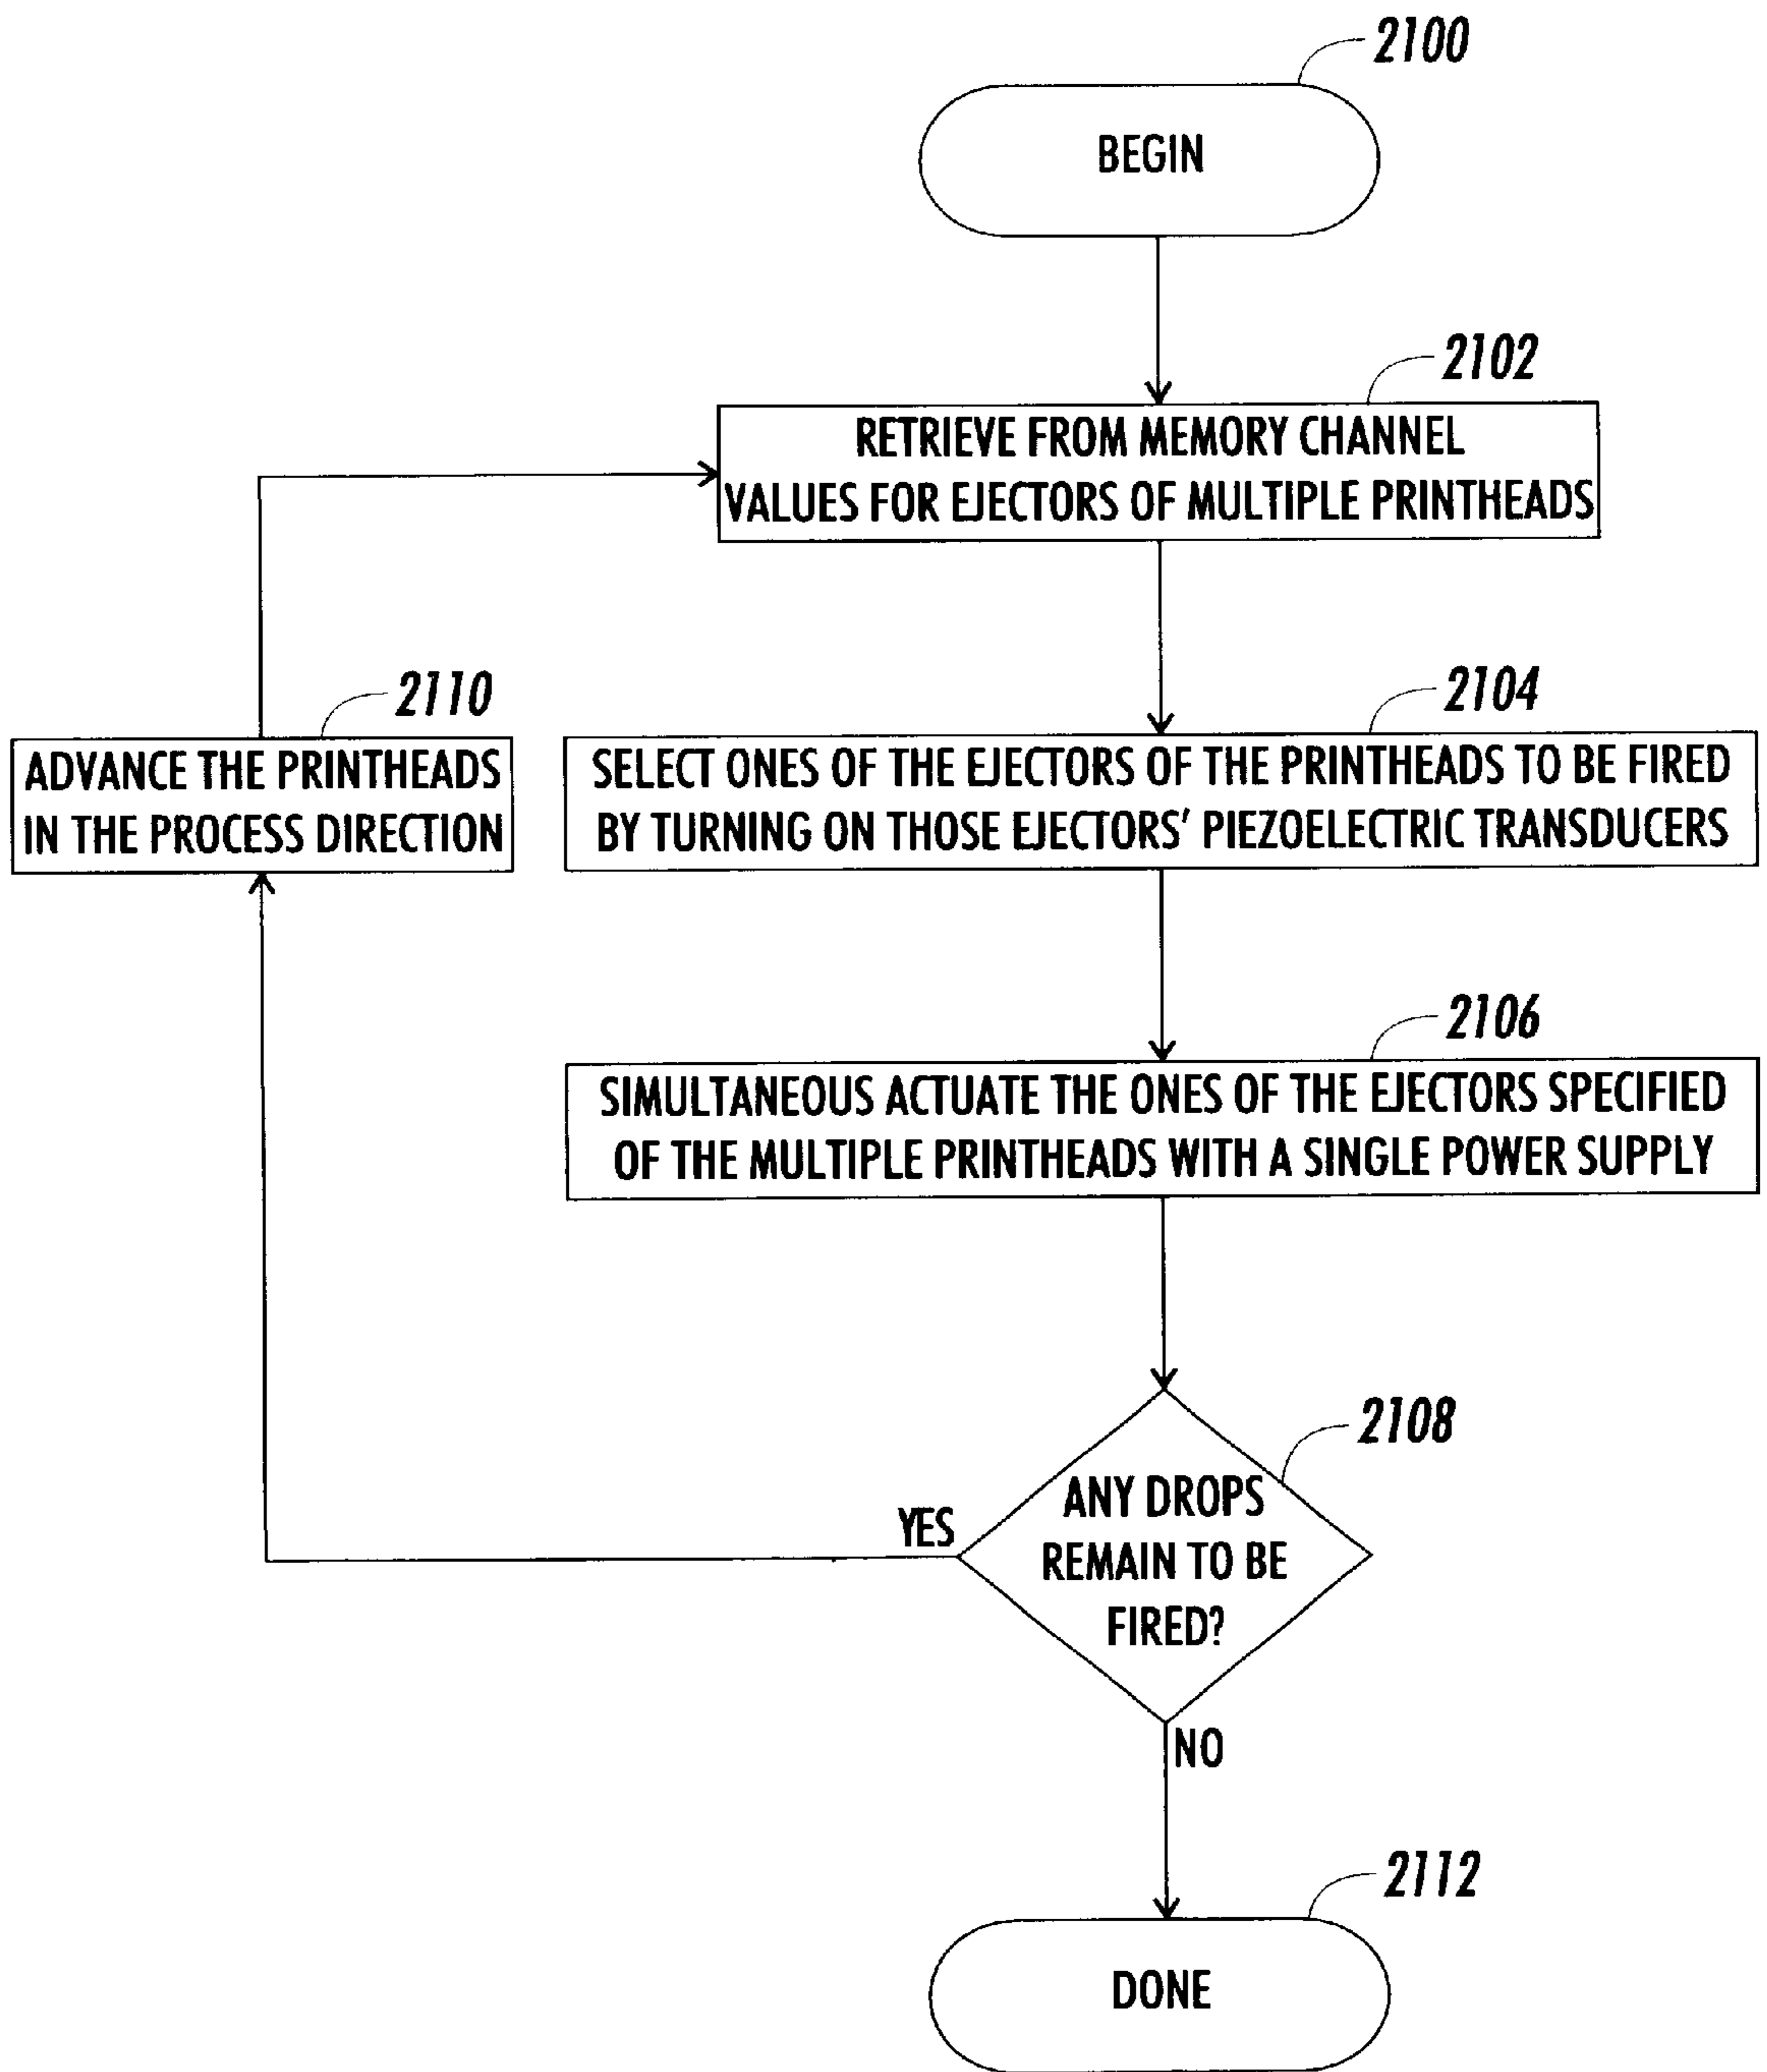 2100
BEGIN
2102
RETRIEVE FROM MEMORY CHANNEL
VALUES FOR EJECTORS OF MULTIPLE PRINTHEADS
2110
ADVANCE THE PRINTHEADS
IN THE PROCESS DIRECTION
2104
SELECT ONES OF THE EJECTORS OF THE PRINTHEADS TO BE FIRED
BY TURNING ON THOSE EJECTORS' PIEZOELECTRIC TRANSDUCERS
2106
SIMULTANEOUS ACTUATE THE ONES OF THE EJECTORS SPECIFIED
OF THE MULTIPLE PRINTHEADS WITH A SINGLE POWER SUPPLY
2108
ANY DROPS
REMAIN TO BE
FIRED?
YES
NO
2112
DONE